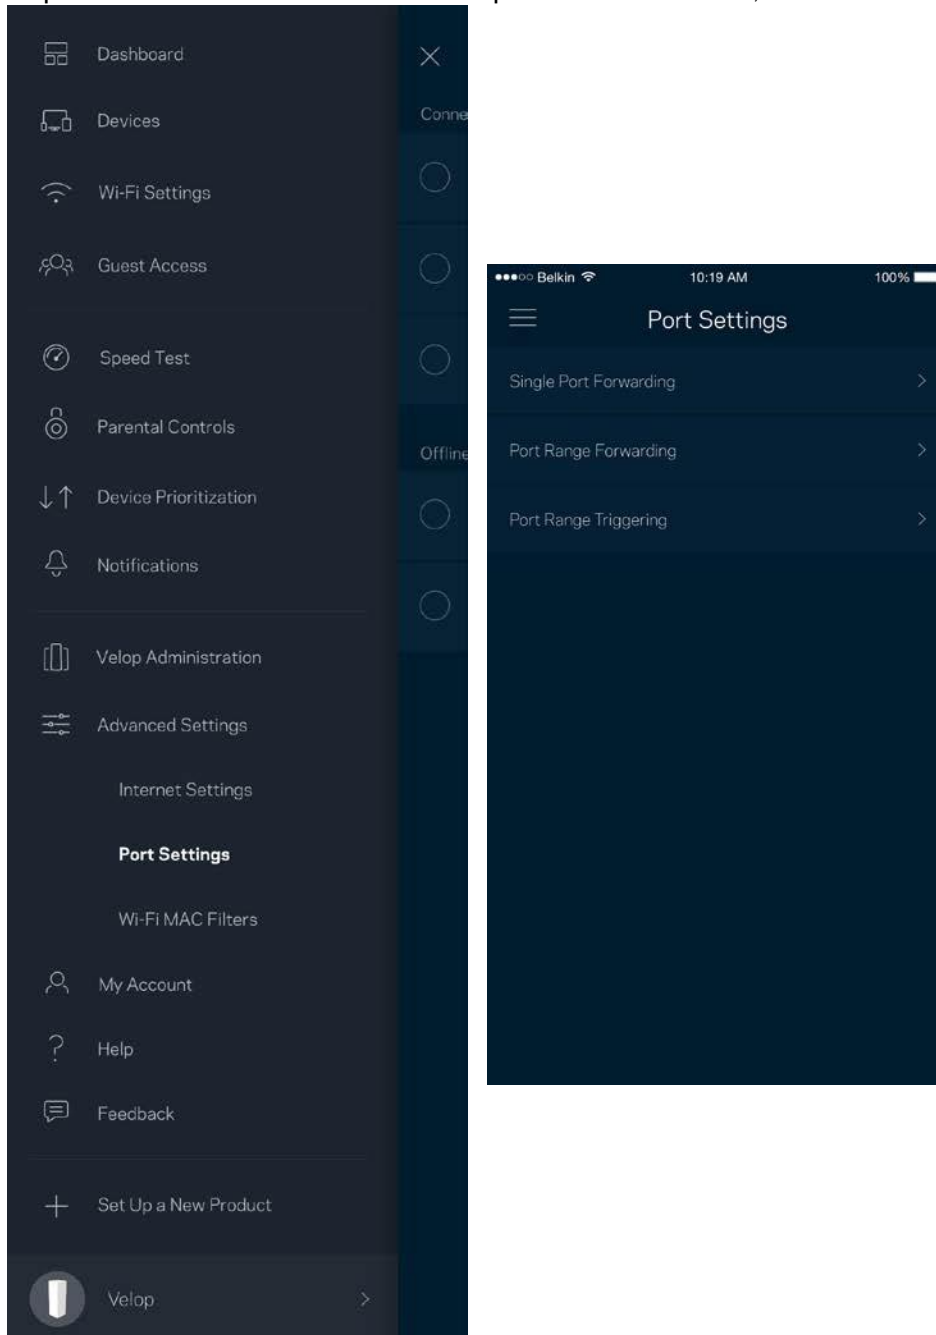 Dashboard
Devices
Wi-Fi Settings
Guest Access
Speed Test
Parental Controls
Device Prioritization
Notifications
Velop Administration
Advanced Settings
Internet Settings
Port Settings
Wi-Fi MAC Filters
My Account
Help
Feedback
Set Up a New Product
Velop
Conne
Offline
Belkin 10:19 AM 100%
Port Settings
Single Port Forwarding
Port Range Forwarding
Port Range Triggering